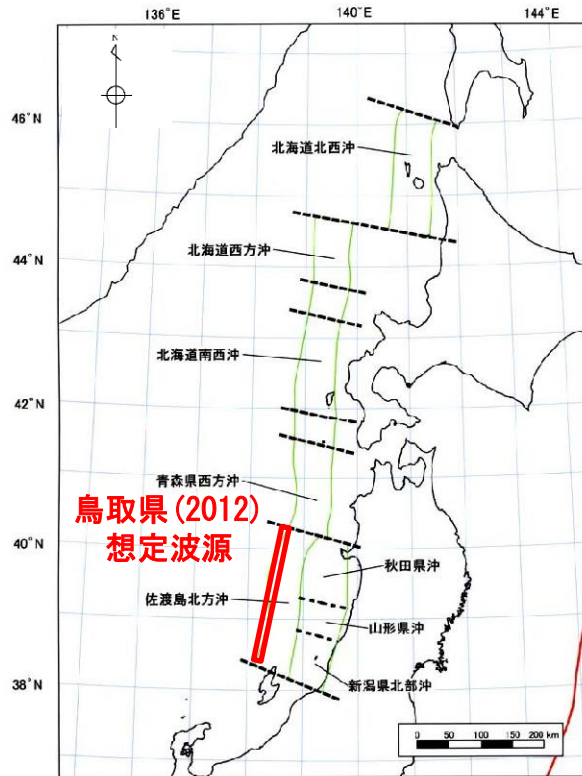 136°E
140°E
144°E
N
46°N
北海道北西沖
44°N
北海道西方沖
北海道南西沖
42°N
青森県西方沖
鳥取県(2012)
想定波源
40°N
秋田県沖
佐渡島北方沖
山形県沖
新潟県北部沖
38°N
0 50 100 150 200 km